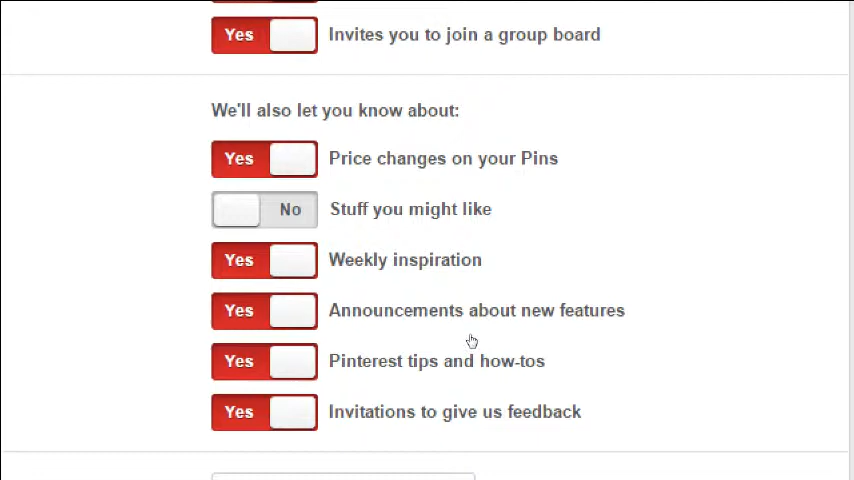 Yes Invites you to join a group board
We'll also let you know about:
Yes Price changes on your Pins
No Stuff you might like
Yes Weekly inspiration
Yes Announcements about new features
Yes Pinterest tips and how-tos
Yes Invitations to give us feedback